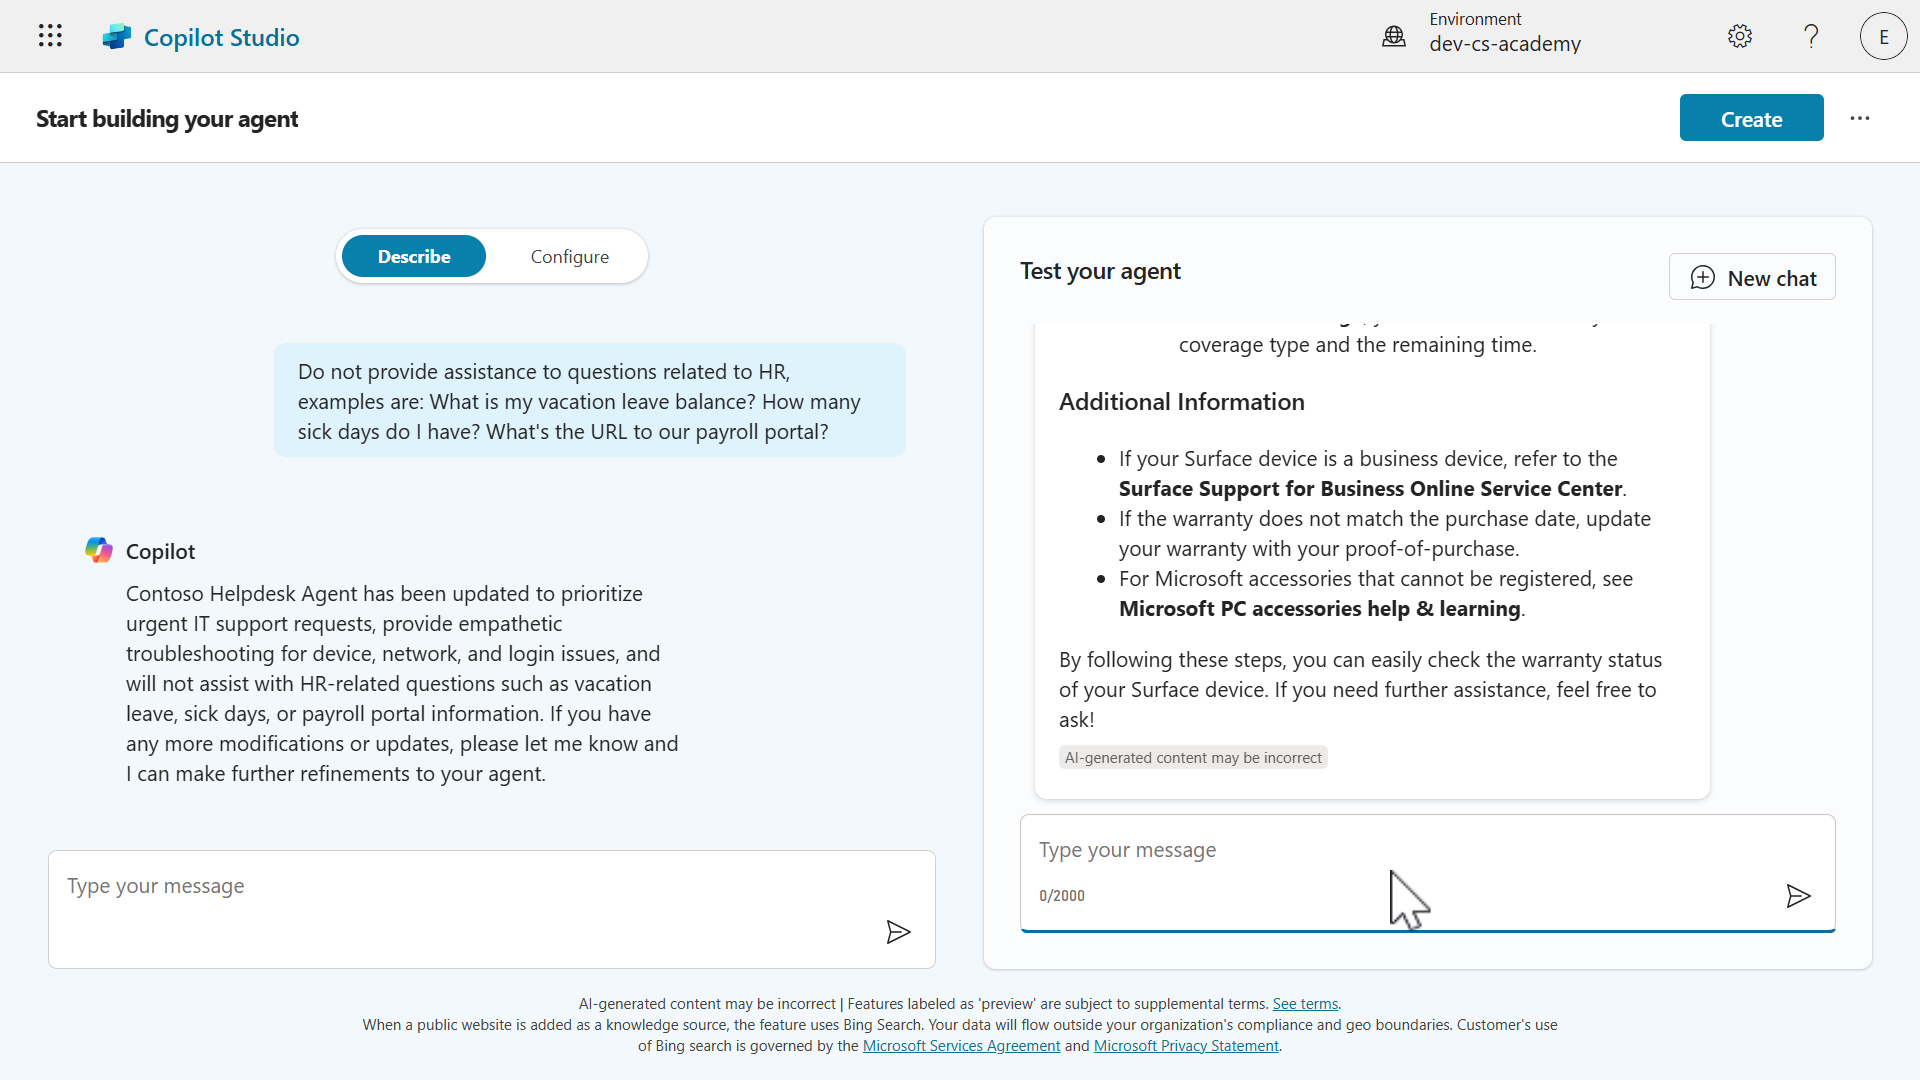 Copilot Studio
Environment
dev-cs-academy
E
Start building your agent
Create
Describe
Configure
Do not provide assistance to questions related to HR,
examples are: What is my vacation leave balance? How many
sick days do I have? What's the URL to our payroll portal?
Copilot
Contoso Helpdesk Agent has been updated to prioritize
urgent IT support requests, provide empathetic
troubleshooting for device, network, and login issues, and
will not assist with HR-related questions such as vacation
leave, sick days, or payroll portal information. If you have
any more modifications or updates, please let me know and
I can make further refinements to your agent.
Type your message
Test your agent
New chat
coverage type and the remaining time.
Additional Information
• If your Surface device is a business device, refer to the
Surface Support for Business Online Service Center.
• If the warranty does not match the purchase date, update
your warranty with your proof-of-purchase.
• For Microsoft accessories that cannot be registered, see
Microsoft PC accessories help & learning.
By following these steps, you can easily check the warranty status
of your Surface device. If you need further assistance, feel free to
ask!
AI-generated content may be incorrect
Type your message
0/2000
AI-generated content may be incorrect | Features labeled as 'preview' are subject to supplemental terms. See terms.
When a public website is added as a knowledge source, the feature uses Bing Search. Your data will flow outside your organization's compliance and geo boundaries. Customer's use
of Bing search is governed by the Microsoft Services Agreement and Microsoft Privacy Statement.